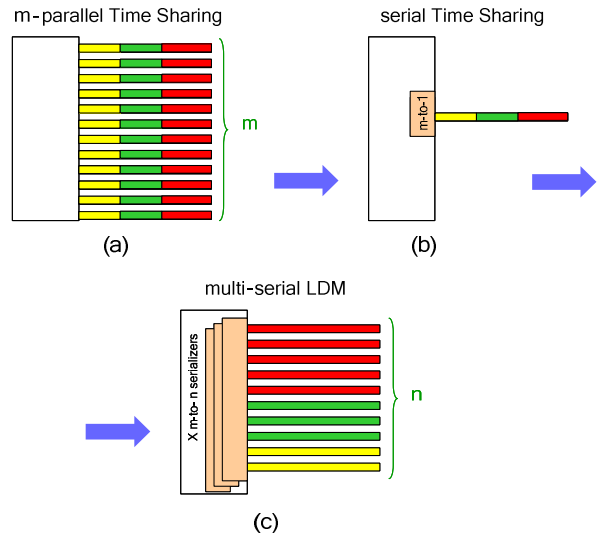 m-parallel Time Sharing
serial Time Sharing
m
m-to-1
(a)
(b)
multi-serial LDM
X m-to- n serializers
n
(c)